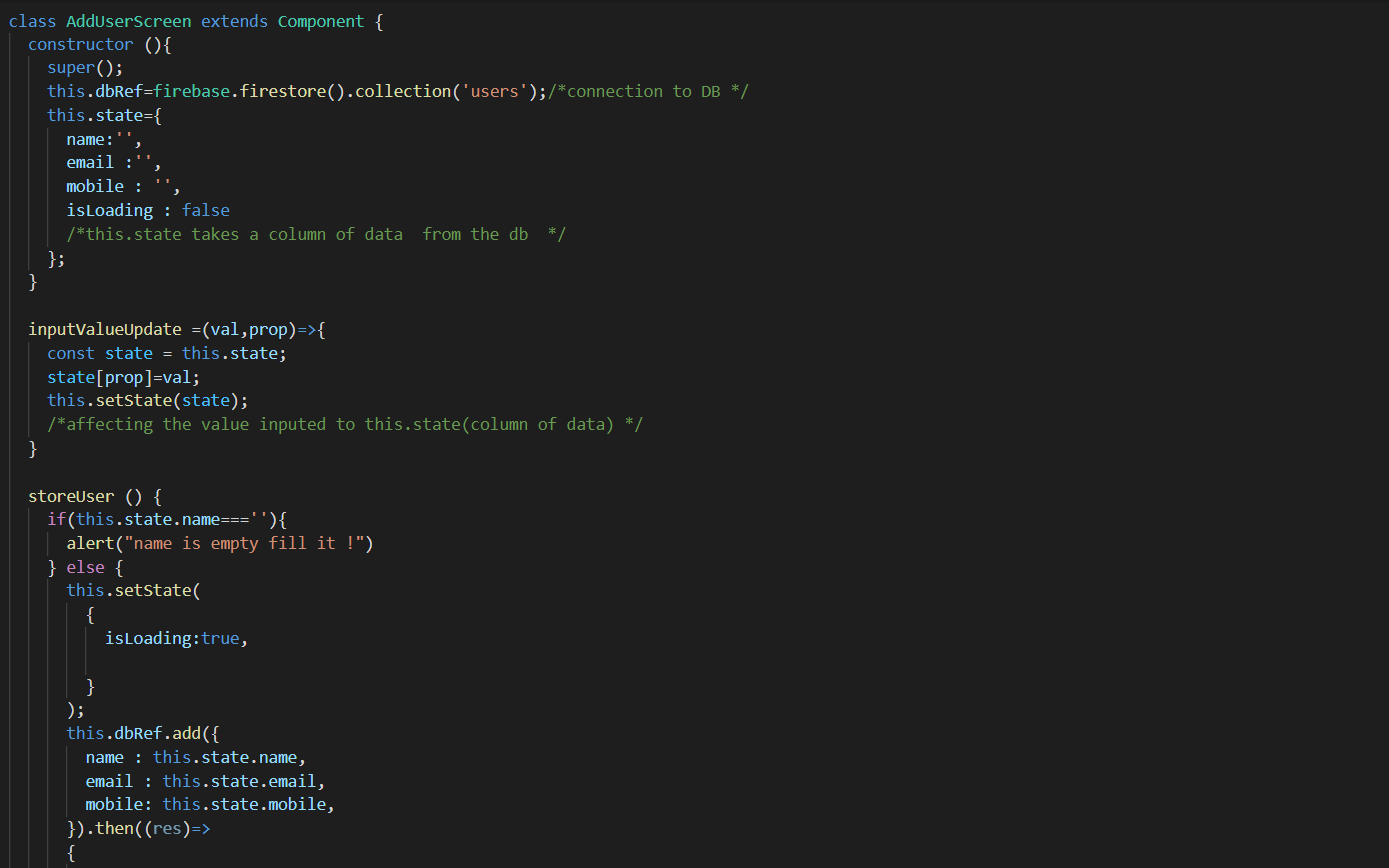 class AddUserScreen extends Component {
constructor (){
super();
this.dbRef=firebase.firestore().collection('users');/*connection to DB */
this.state={
name:'',
email :'',
mobile : '',
isLoading : false
/*this.state takes a column of data  from the db  */
};
}
inputValueUpdate =(val,prop)=>{
const state = this.state;
state[prop]=val;
this.setState(state);
/*affecting the value inputed to this.state(column of data) */
}
storeUser () {
if(this.state.name===''){
alert("name is empty fill it !")
} else {
this.setState(
{
isLoading:true,
}
);
this.dbRef.add({
name : this.state.name,
email : this.state.email,
mobile: this.state.mobile,
}).then((res)=>
{